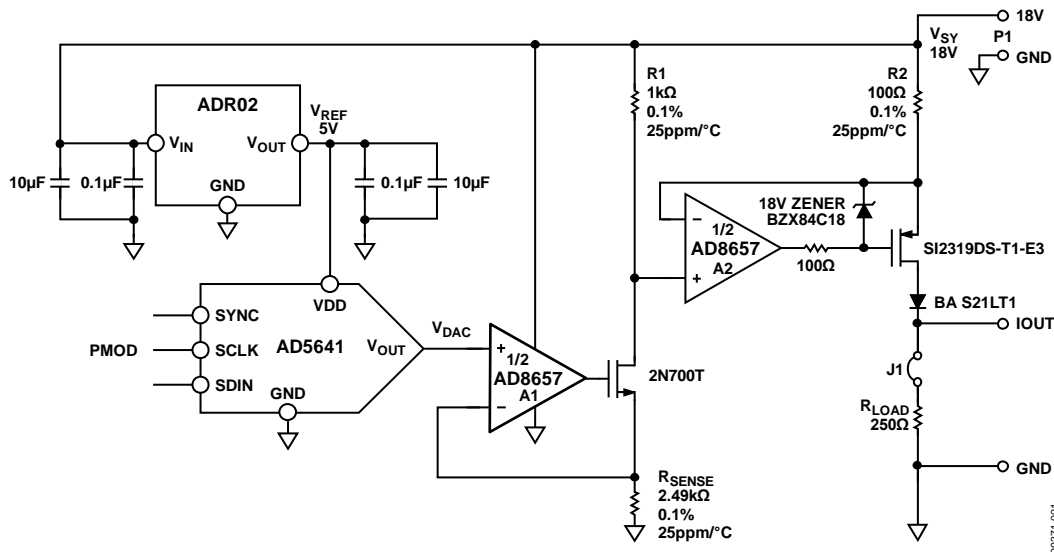 18V
P1
GND
VSY
18V
R1
1kΩ
0.1%
25ppm/°C
R2
100Ω
0.1%
25ppm/°C
ADR02
VIN
VOUT
GND
VREF
5V
10µF
0.1µF
0.1µF
10µF
18V ZENER
BZX84C18
−
1/2
AD8657
+
A2
100Ω
SI2319DS-T1-E3
BA S21LT1
IOUT
J1
RLOAD
250Ω
GND
VDD
SYNC
PMOD
SCLK
AD5641
VOUT
SDIN
GND
VDAC
+
1/2
AD8657
−
A1
2N700T
RSENSE
2.49kΩ
0.1%
25ppm/°C